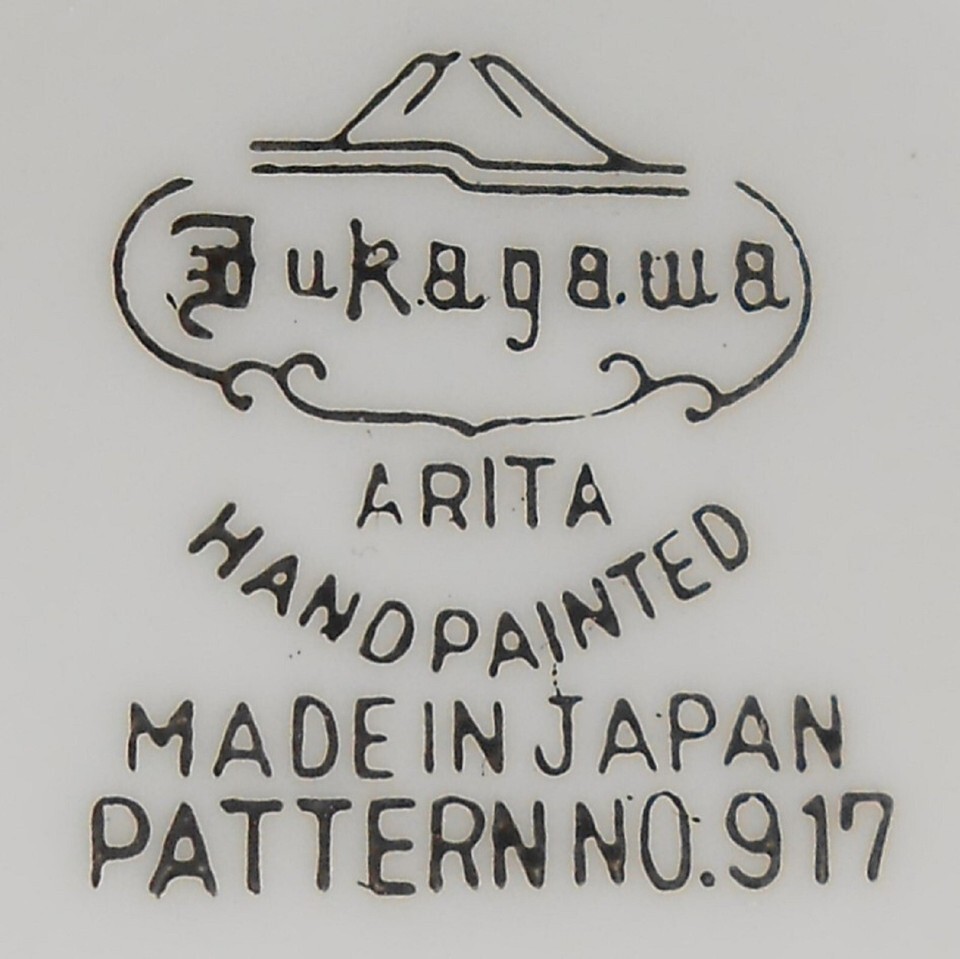 Fukagawa
ARITA
HANDPAINTED
MADE IN JAPAN
PATTERN NO. 917